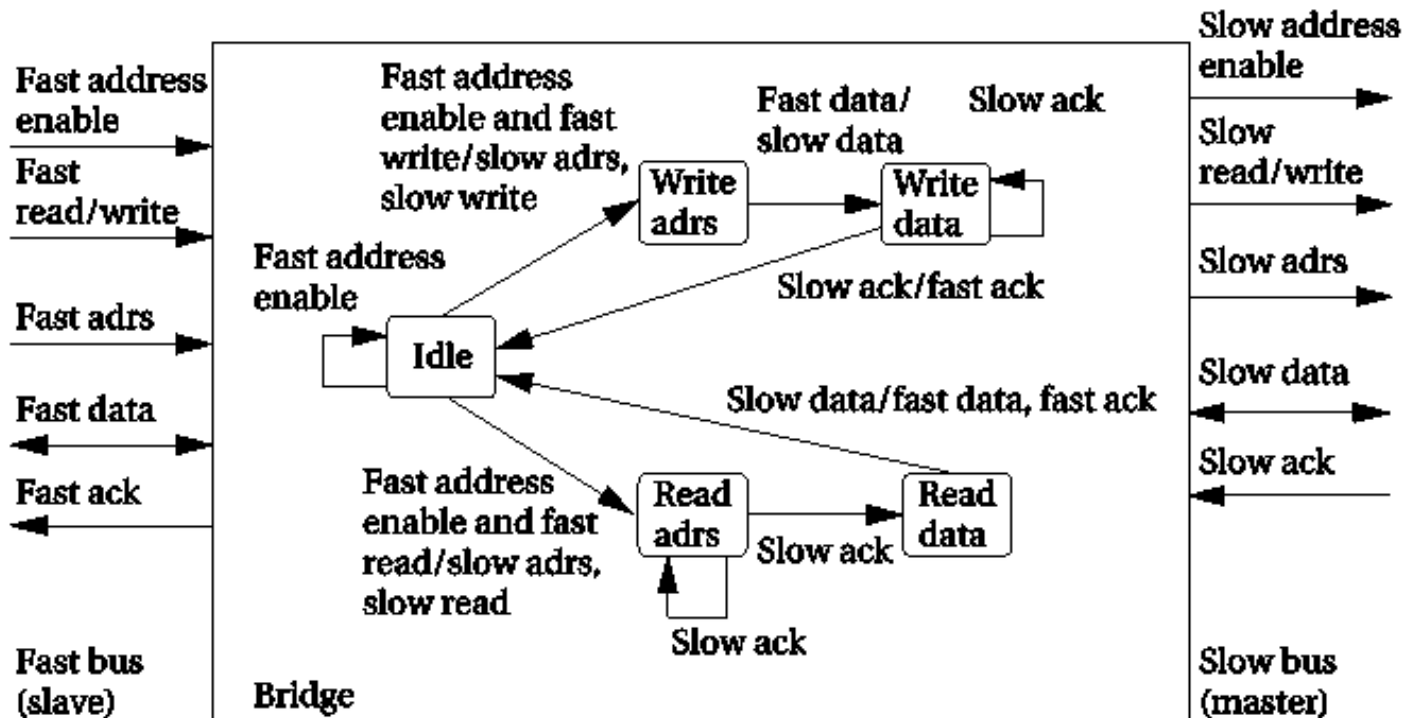 Fast address
enable
Fast
read/write
Fast adrs
Fast data
Fast ack
Fast bus
(slave)
Fast address
enable and fast
write/slow adrs,
slow write
Fast data/
slow data
Slow ack
Write
adrs
Write
data
Fast address
enable
Slow ack/fast ack
Idle
Slow data/fast data, fast ack
Fast address
enable and fast
read/slow adrs,
slow read
Read
adrs
Slow ack
Read
data
Slow ack
Bridge
Slow address
enable
Slow
read/write
Slow adrs
Slow data
Slow ack
Slow bus
(master)